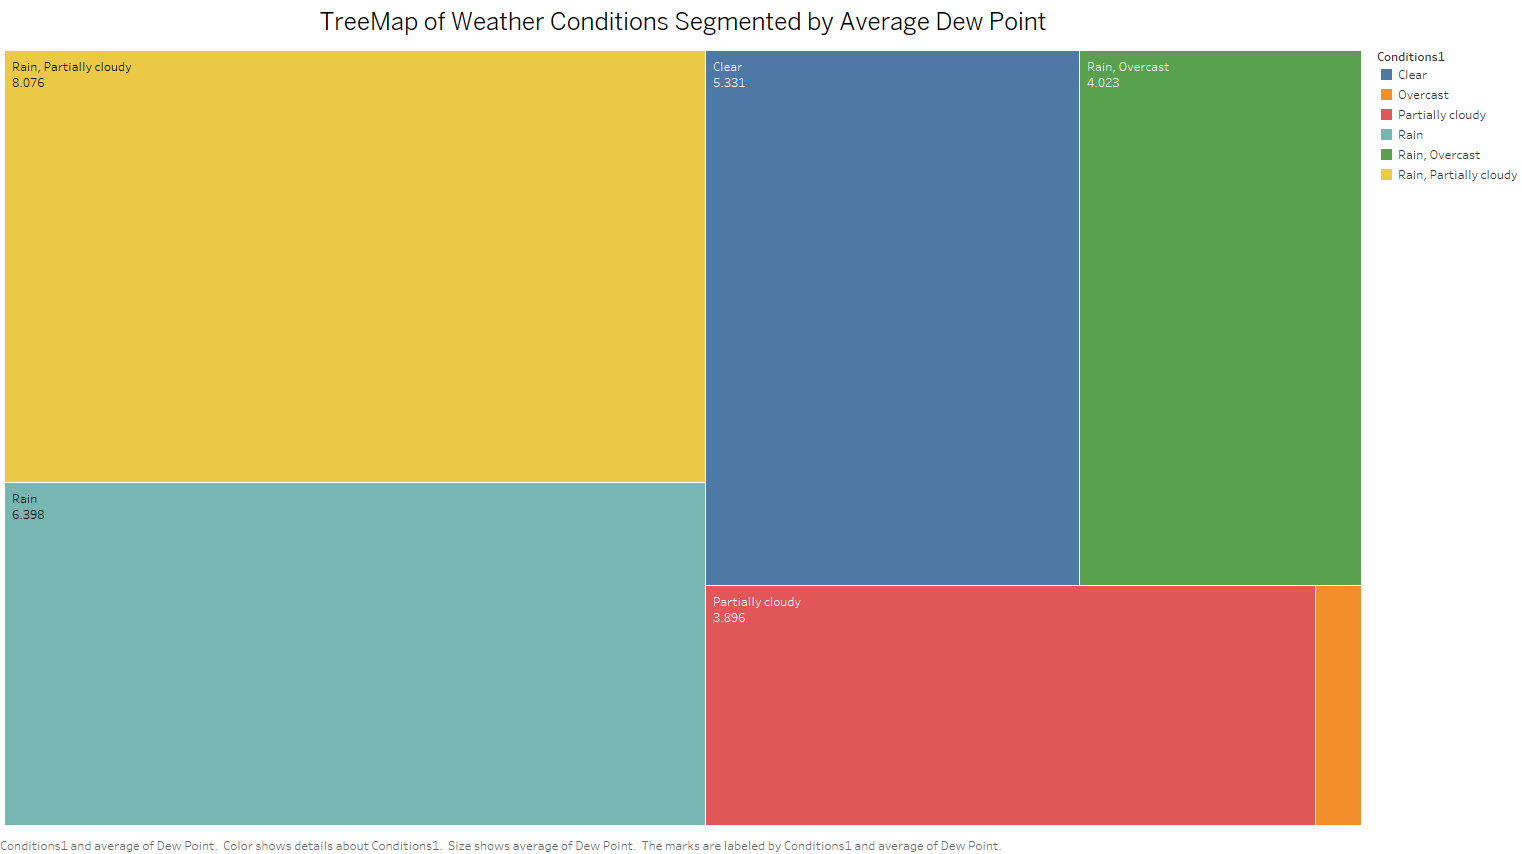 TreeMap of Weather Conditions Segmented by Average Dew Point
Rain, Partially cloudy
8.076
Clear
5.331
Rain, Overcast
4.023
Rain
6.398
Partially cloudy
3.896
Conditions1
Clear
Overcast
Partially cloudy
Rain
Rain, Overcast
Rain, Partially cloudy
Conditions1 and average of Dew Point.  Color shows details about Conditions1.  Size shows average of Dew Point.  The marks are labeled by Conditions1 and average of Dew Point.